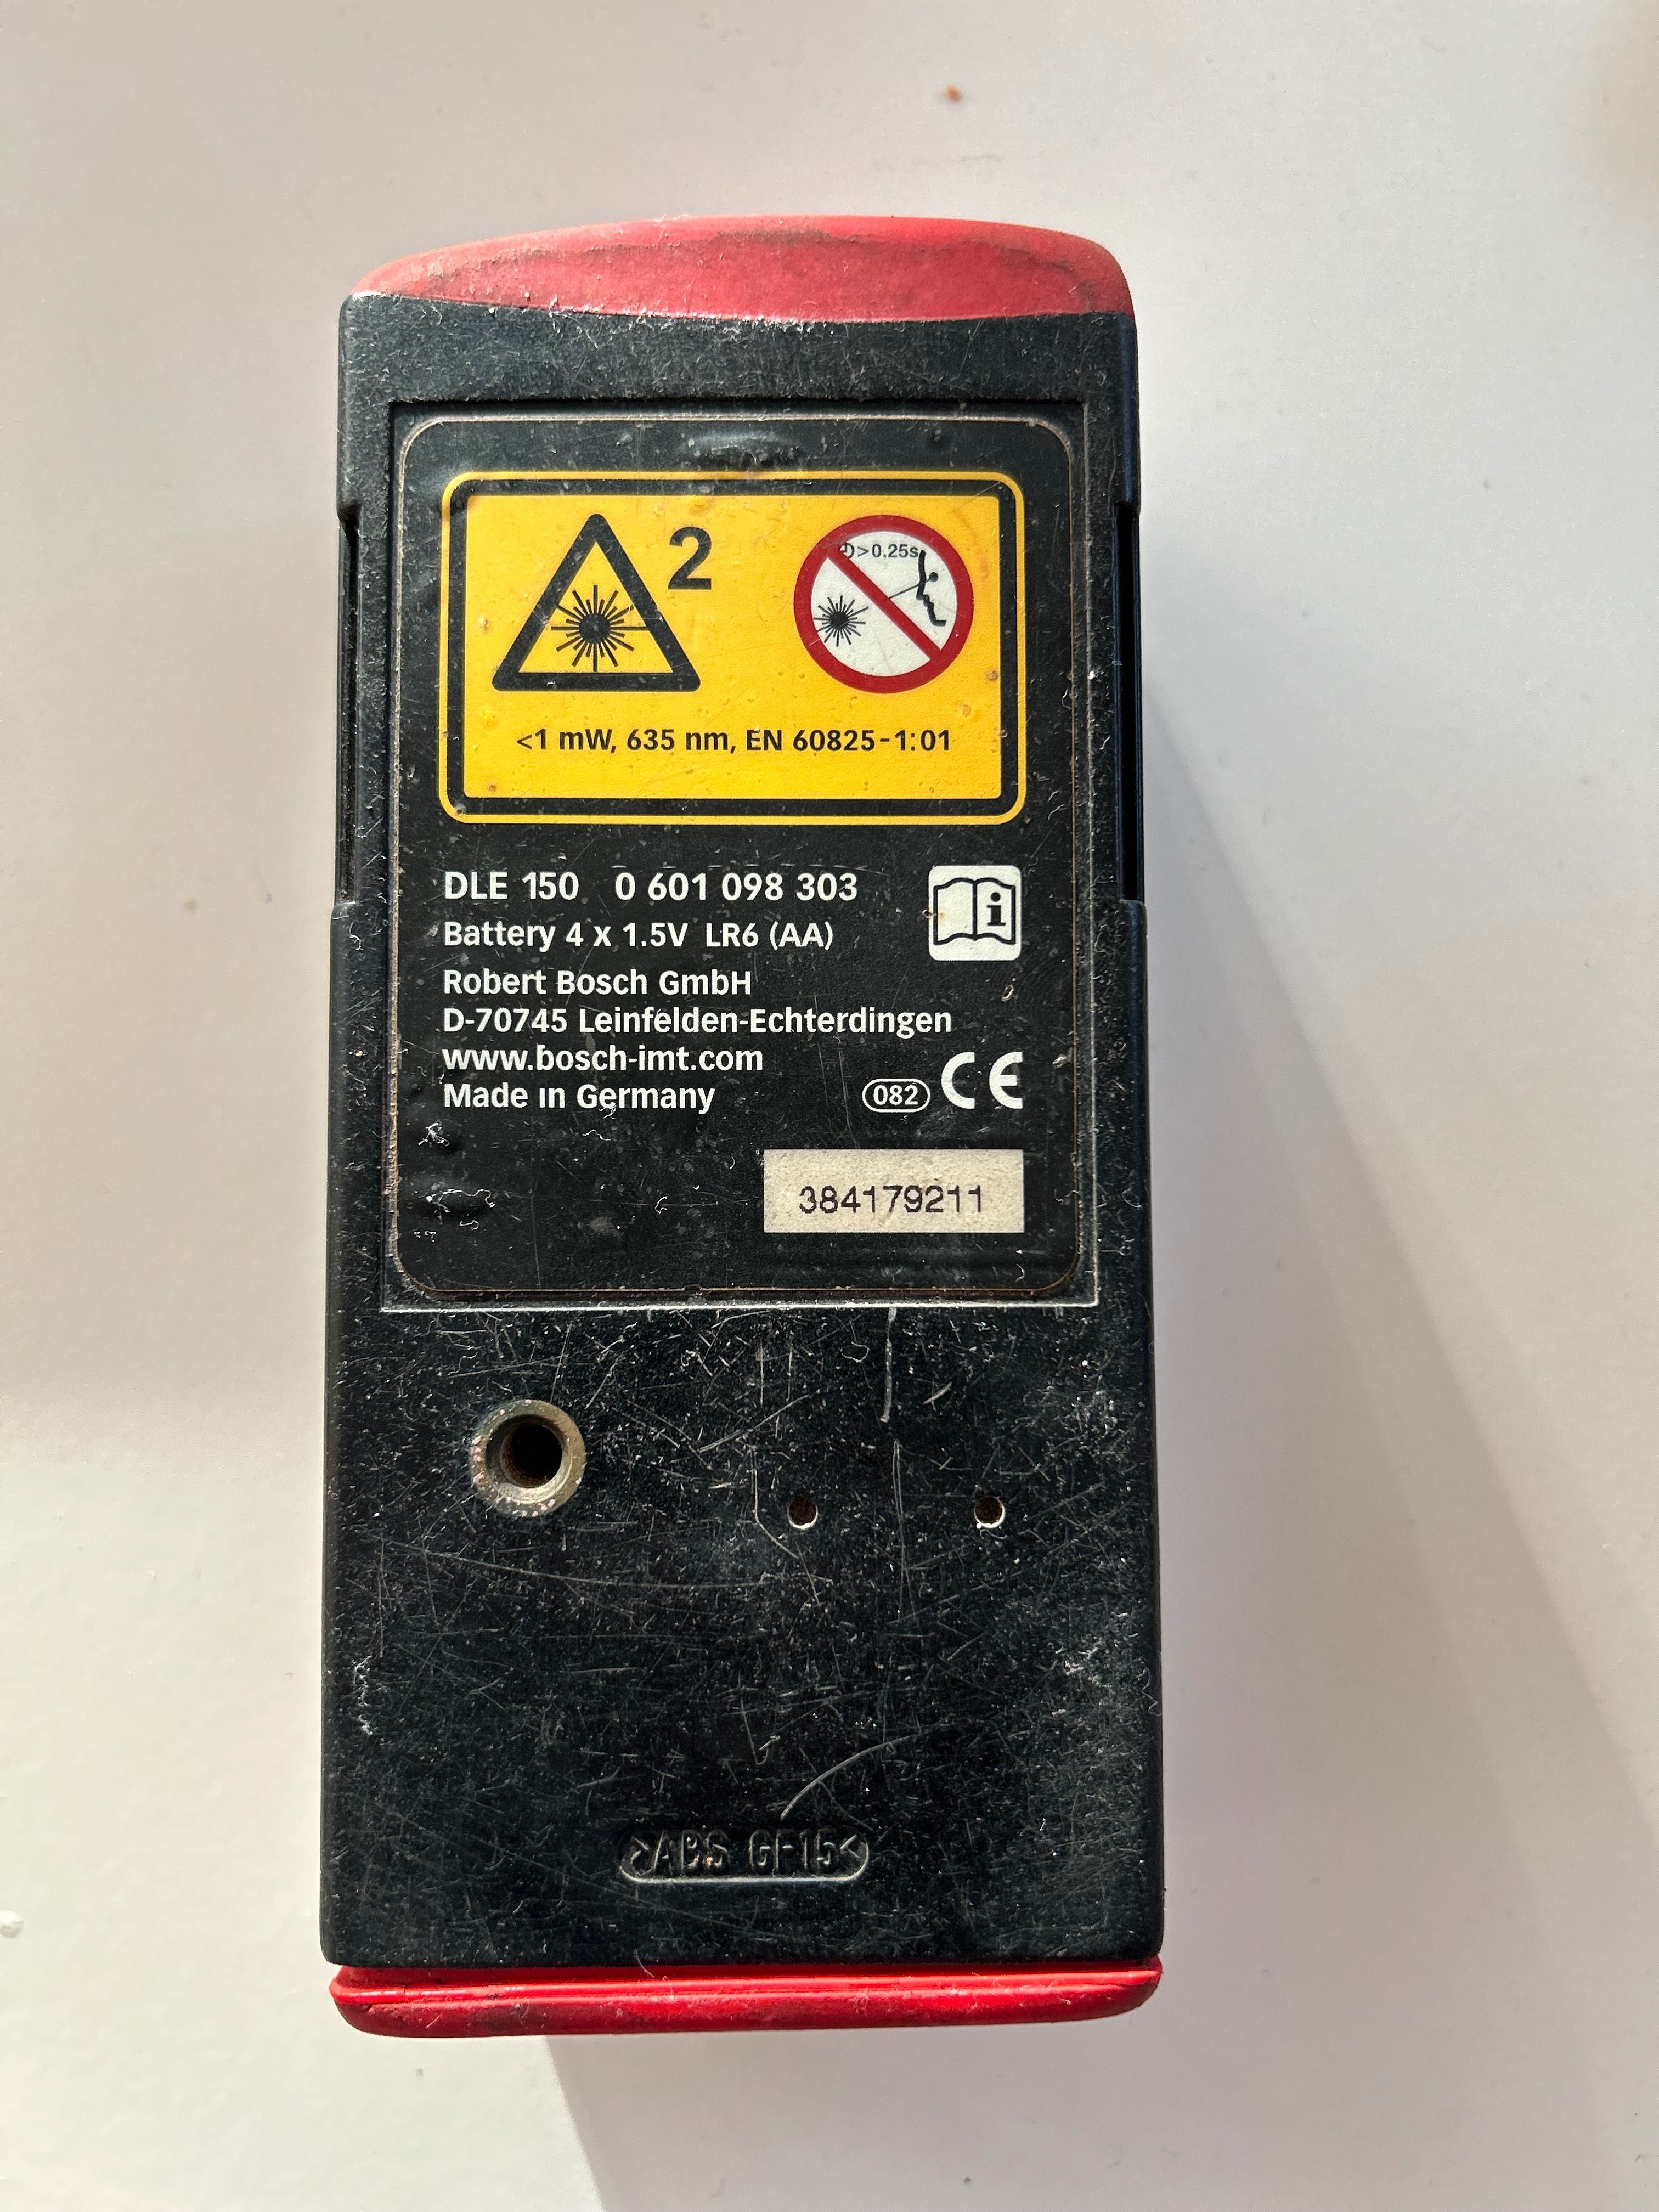 2
>0.25s
<1 mW, 635 nm, EN 60825-1:01
DLE 150 0 601 098 303
Battery 4 x 1.5V LR6 (AA)
Robert Bosch GmbH
D-70745 Leinfelden-Echterdingen
www.bosch-imt.com
Made in Germany
082 CE
384179211
>ABS GF15<